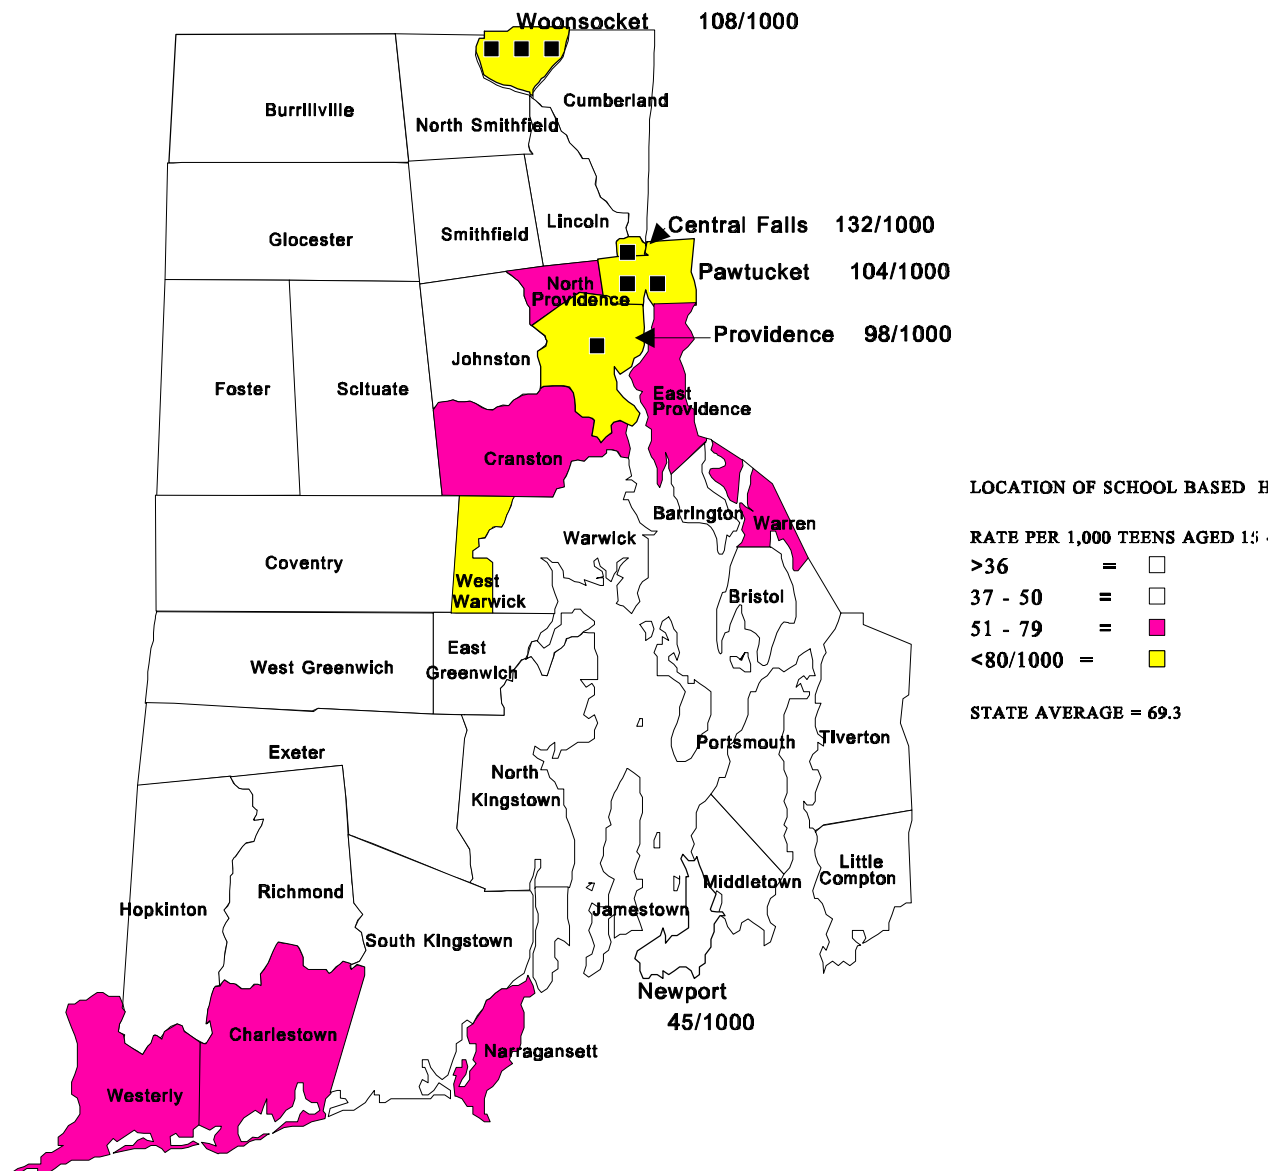 Woonsocket 108/1000
Cumberland
Burrillville
North Smithfield
Lincoln
Central Falls 132/1000
Smithfield
Glocester
Pawtucket 104/1000
North
Providence
Providence 98/1000
Johnston
Foster
Scituate
East
Providence
Cranston
LOCATION OF SCHOOL BASED H
Barrington
Warren
Warwick
RATE PER 1,000 TEENS AGED 15
>36 =
37 - 50 =
51 - 79 =
<80/1000 =
STATE AVERAGE = 69.3
Coventry
West
Warwick
Bristol
East
Greenwich
West Greenwich
Portsmouth
Tiverton
Exeter
North
Kingstown
Little
Compton
Middletown
Richmond
Hopkinton
Jamestown
South Kingstown
Newport
45/1000
Charlestown
Narragansett
Westerly